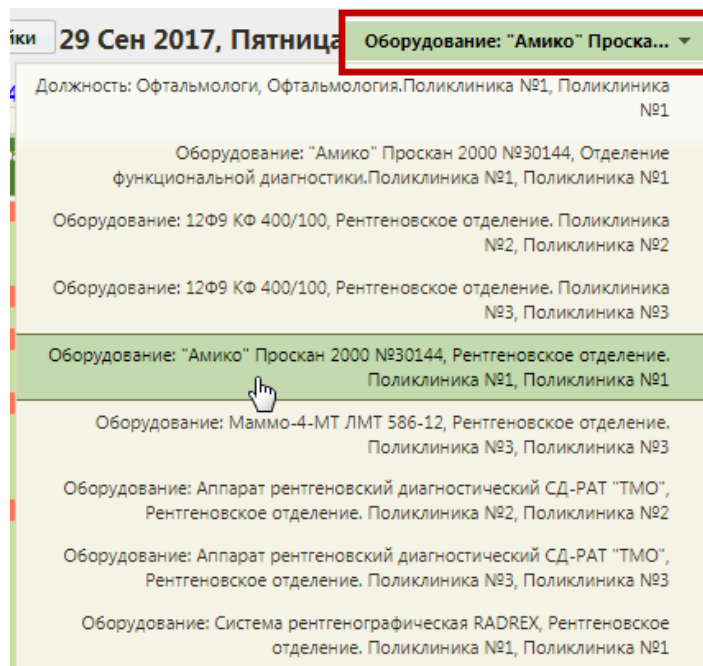 йки 29 Сен 2017, Пятница Оборудование: "Амико" Проска...
Должность: Офтальмологи, Офтальмология.Поликлиника №1, Поликлиника
№1
Оборудование: "Амико" Проскан 2000 №30144, Отделение
функциональной диагностики.Поликлиника №1, Поликлиника №1
Оборудование: 12Ф9 КФ 400/100, Рентгеновское отделение. Поликлиника
№2, Поликлиника №2
Оборудование: 12Ф9 КФ 400/100, Рентгеновское отделение. Поликлиника
№3, Поликлиника №3
Оборудование: "Амико" Проскан 2000 №30144, Рентгеновское отделение.
Поликлиника №1, Поликлиника №1
Оборудование: Маммо-4-МТ ЛМТ 586-12, Рентгеновское отделение.
Поликлиника №3, Поликлиника №3
Оборудование: Аппарат рентгеновский диагностический СД-РАТ "ТМО",
Рентгеновское отделение. Поликлиника №2, Поликлиника №2
Оборудование: Аппарат рентгеновский диагностический СД-РАТ "ТМО",
Рентгеновское отделение. Поликлиника №3, Поликлиника №3
Оборудование: Система рентгенографическая RADREX, Рентгеновское
отделение. Поликлиника №1, Поликлиника №1